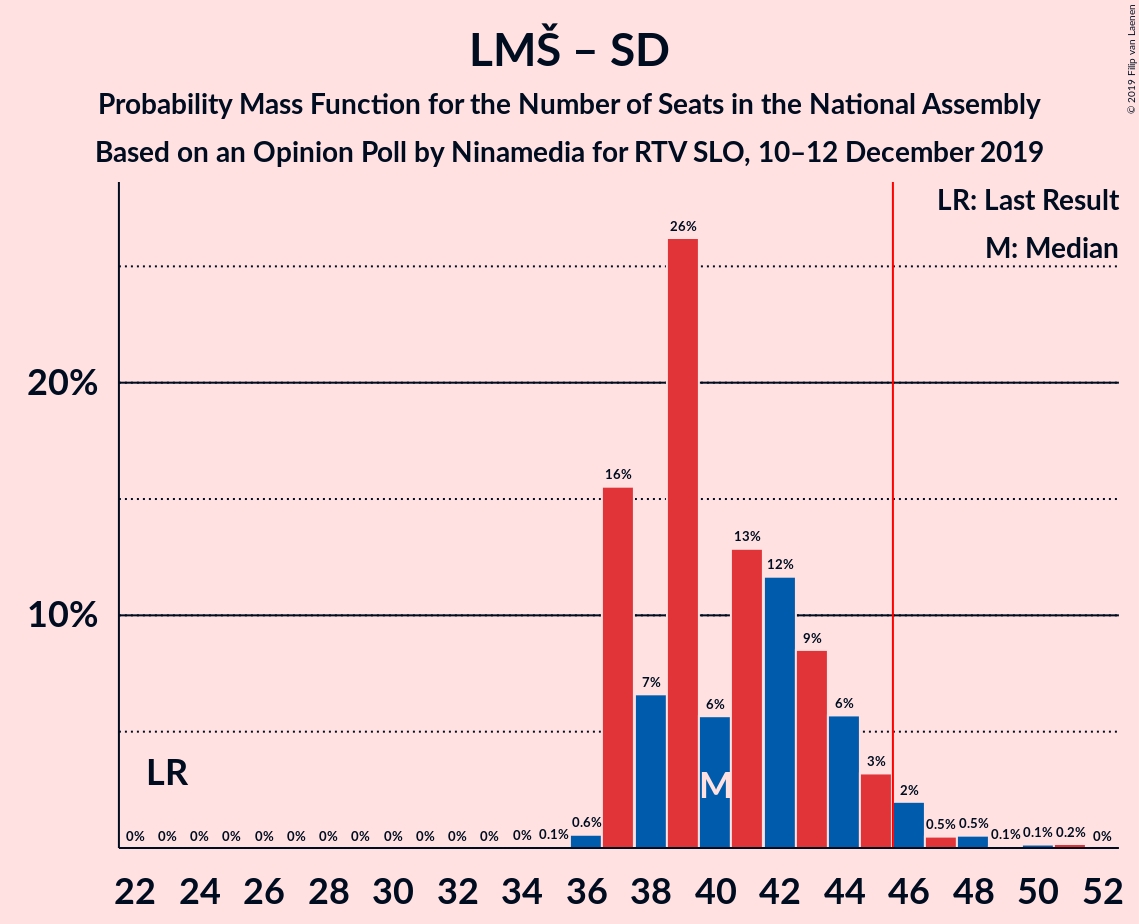 © 2019 Filip van Laenen
LMŠ – SD
Probability Mass Function for the Number of Seats in the National Assembly
Based on an Opinion Poll by Ninamedia for RTV SLO, 10–12 December 2019
LR: Last Result
M: Median
20%
10%
LR
M
0% 0% 0% 0% 0% 0% 0% 0% 0% 0% 0% 0% 0% 0.1% 0.6% 16% 7% 26% 6% 13% 12% 9% 6% 3% 2% 0.5% 0.5% 0.1% 0.1% 0.2% 0%
22 24 26 28 30 32 34 36 38 40 42 44 46 48 50 52